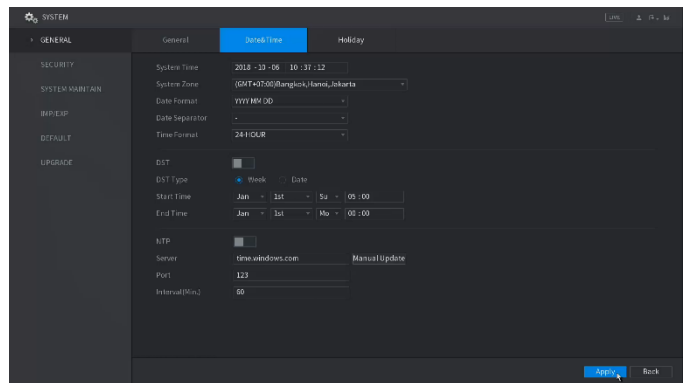 SYSTEM
LIVE
GENERAL
General Date&Time Holiday
SECURITY
SYSTEM MAINTAIN
IMP/EXP
DEFAULT
UPGRADE
System Time 2018 - 10 - 06 10 : 37 : 12
System Zone (GMT+07:00)Bangkok,Hanoi,Jakarta
Date Format YYYY MM DD
Date Separator -
Time Format 24-HOUR
DST
DST Type Week Date
Start Time Jan 1st Su 05 : 00
End Time Jan 1st Mo 00 : 00
NTP
Server time.windows.com Manual Update
Port 123
Interval(Min.) 60
Apply Back